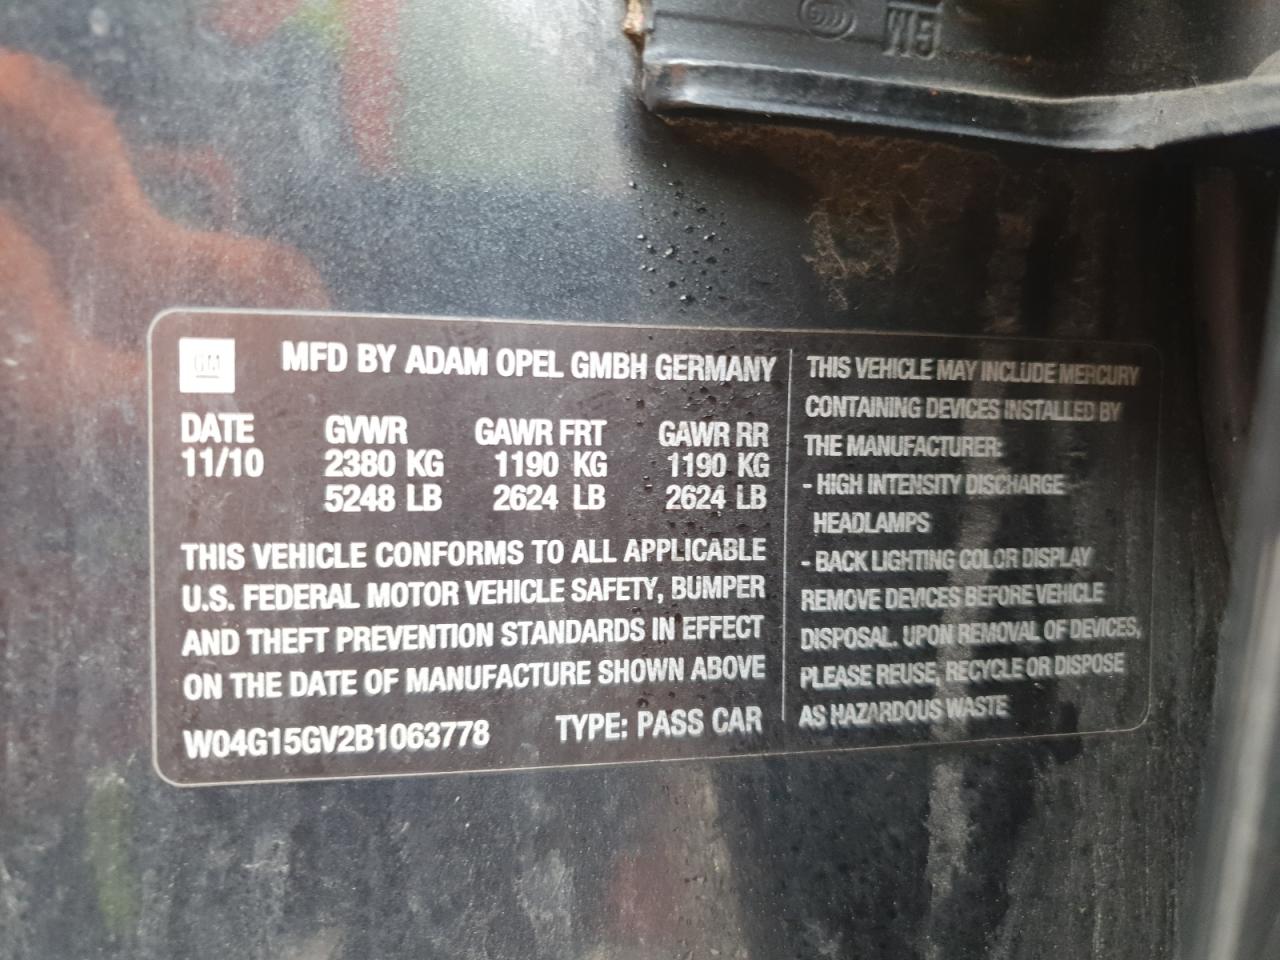 GM
MFD BY ADAM OPEL GMBH GERMANY
DATE GVWR GAWR FRT GAWR RR
11/10 2380 KG 1190 KG 1190 KG
5248 LB 2624 LB 2624 LB
THIS VEHICLE CONFORMS TO ALL APPLICABLE
U.S. FEDERAL MOTOR VEHICLE SAFETY, BUMPER
AND THEFT PREVENTION STANDARDS IN EFFECT
ON THE DATE OF MANUFACTURE SHOWN ABOVE
W04G15GV2B1063778 TYPE: PASS CAR
THIS VEHICLE MAY INCLUDE MERCURY
CONTAINING DEVICES INSTALLED BY
THE MANUFACTURER:
- HIGH INTENSITY DISCHARGE
HEADLAMPS
- BACK LIGHTING COLOR DISPLAY
REMOVE DEVICES BEFORE VEHICLE
DISPOSAL. UPON REMOVAL OF DEVICES,
PLEASE REUSE, RECYCLE OR DISPOSE
AS HAZARDOUS WASTE